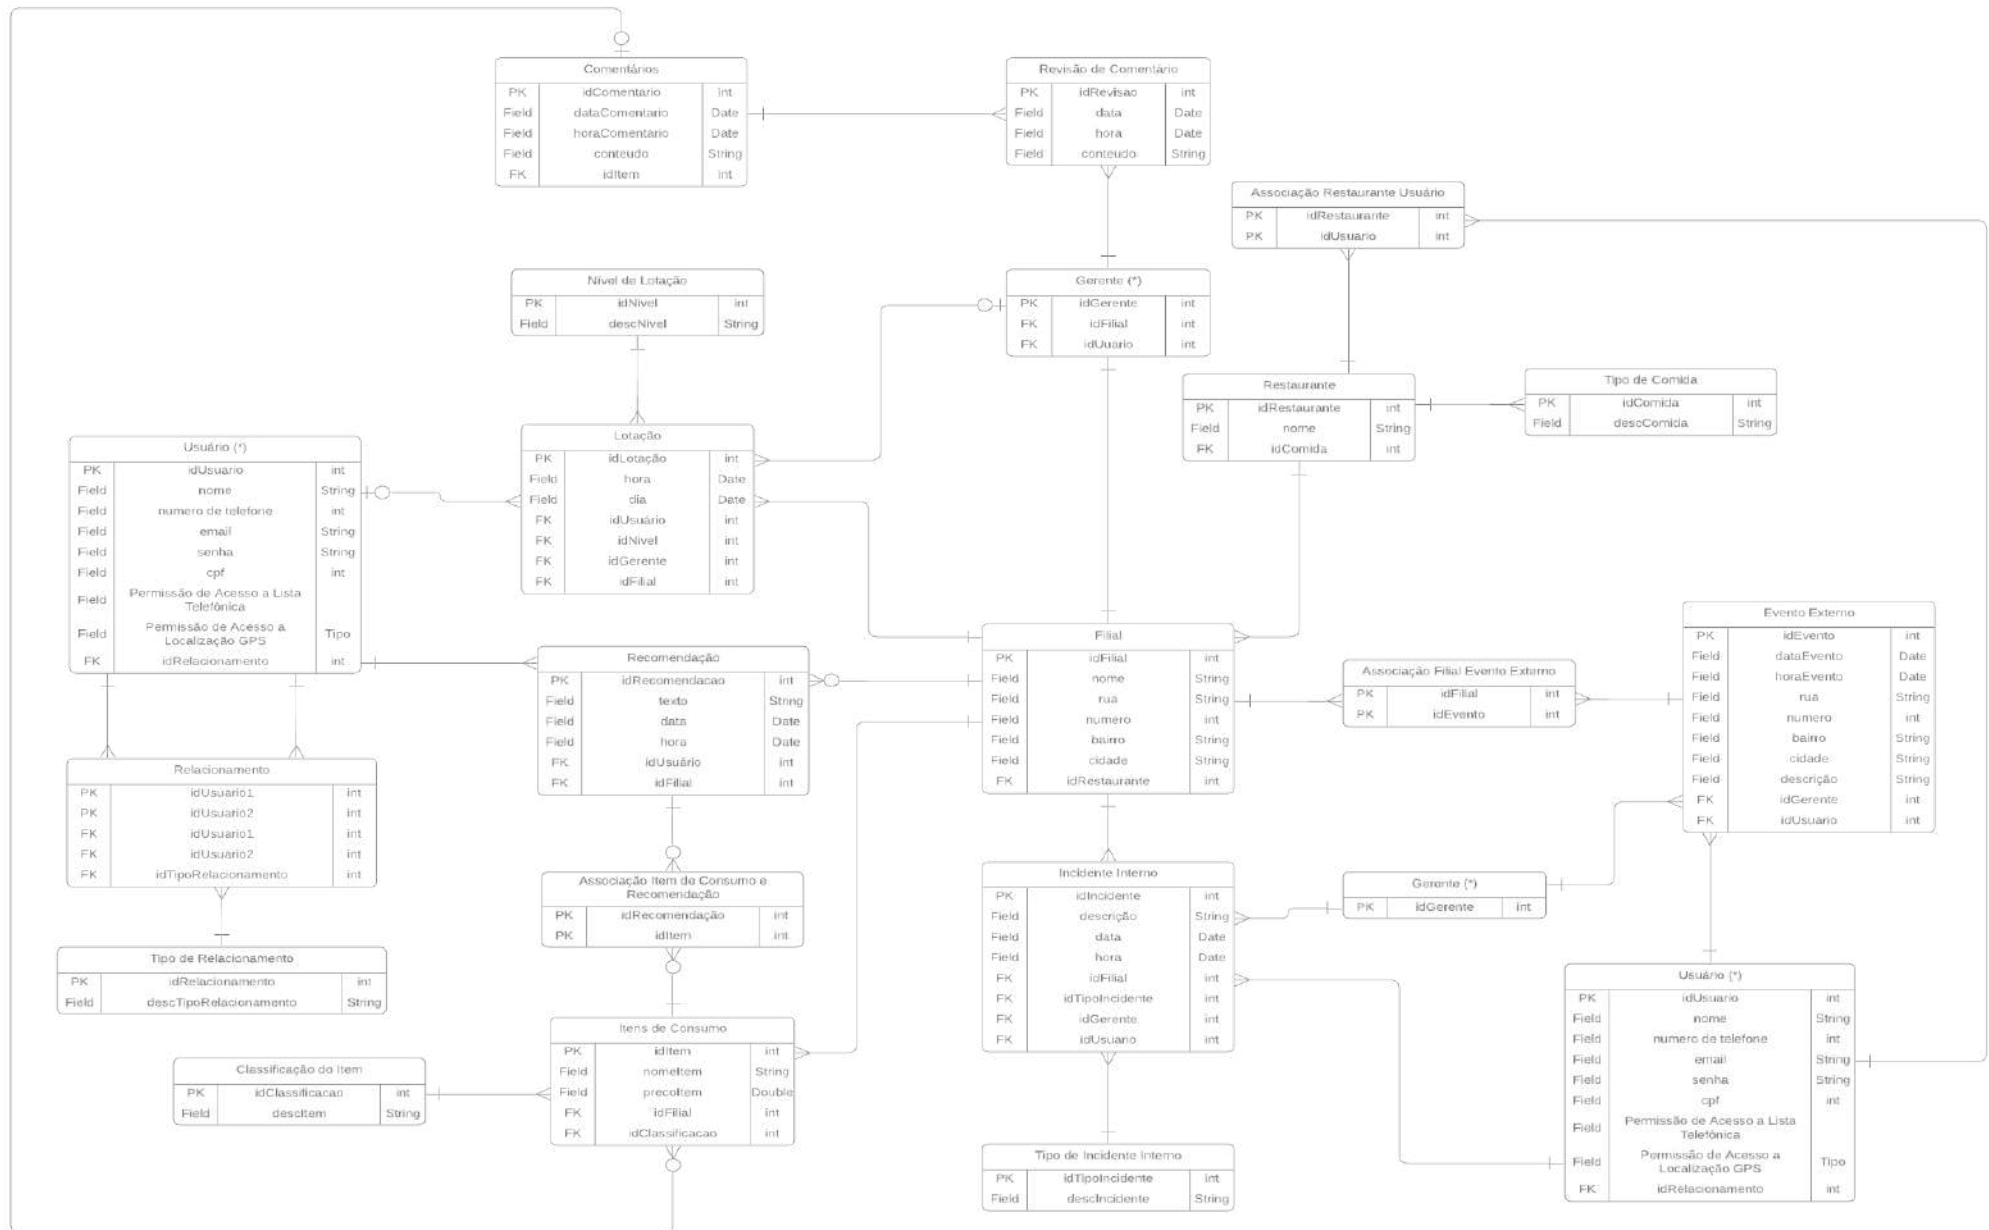 Comentários
PK idComentario int
Field dataComentario Date
Field horaComentario Date
Field conteudo String
FK idItem int
Revisão de Comentário
PK idRevisao int
Field data Date
Field hora Date
Field conteudo String
Associação Restaurante Usuário
PK idRestaurante int
PK idUsuario int
Nível de Lotação
PK idNivel int
Field descNivel String
Gerente (*)
PK idGerente int
FK idFilial int
FK idUuario int
Restaurante
PK idRestaurante int
Field nome String
FK idComida int
Tipo de Comida
PK idComida int
Field descComida String
Usuário (*)
PK idUsuario int
Field nome String
Field numero de telefone int
Field email String
Field senha String
Field cpf int
Field Permissão de Acesso a Lista
Telefônica
Field Permissão de Acesso a
Localização GPS Tipo
FK idRelacionamento int
Lotação
PK idLotação int
Field hora Date
Field dia Date
FK idUsuário int
FK idNivel int
FK idGerente int
FK idFilial int
Recomendação
PK idRecomendacao int
Field texto String
Field data Date
Field hora Date
FK idUsuário int
FK idFilial int
Filial
PK idFilial int
Field nome String
Field rua String
Field numero int
Field bairro String
Field cidade String
FK idRestaurante int
Associação Filial Evento Externo
PK idFilial int
PK idEvento int
Evento Externo
PK idEvento int
Field dataEvento Date
Field horaEvento Date
Field rua String
Field numero int
Field bairro String
Field cidade String
Field descrição String
FK idGerente int
FK idUsuario int
Relacionamento
PK idUsuario1 int
PK idUsuario2 int
FK idUsuario1 int
FK idUsuario2 int
FK idTipoRelacionamento int
Associação Item de Consumo e
Recomendação
PK idRecomendação int
PK idItem int
Incidente Interno
PK idIncidente int
Field descrição String
Field data Date
Field hora Date
FK idFilial int
FK idTipoIncidente int
FK idGerente int
FK idUsuario int
Gerente (*)
PK idGerente int
Tipo de Relacionamento
PK idRelacionamento int
Field descTipoRelacionamento String
Classificação do Item
PK idClassificacao int
Field descItem String
Itens de Consumo
PK idItem int
Field nomeItem String
Field precoItem Double
FK idFilial int
FK idClassificacao int
Tipo de Incidente Interno
PK idTipoIncidente int
Field descIncidente String
Usuário (*)
PK idUsuario int
Field nome String
Field numero de telefone int
Field email String
Field senha String
Field cpf int
Field Permissão de Acesso a Lista
Telefônica
Field Permissão de Acesso a
Localização GPS Tipo
FK idRelacionamento int